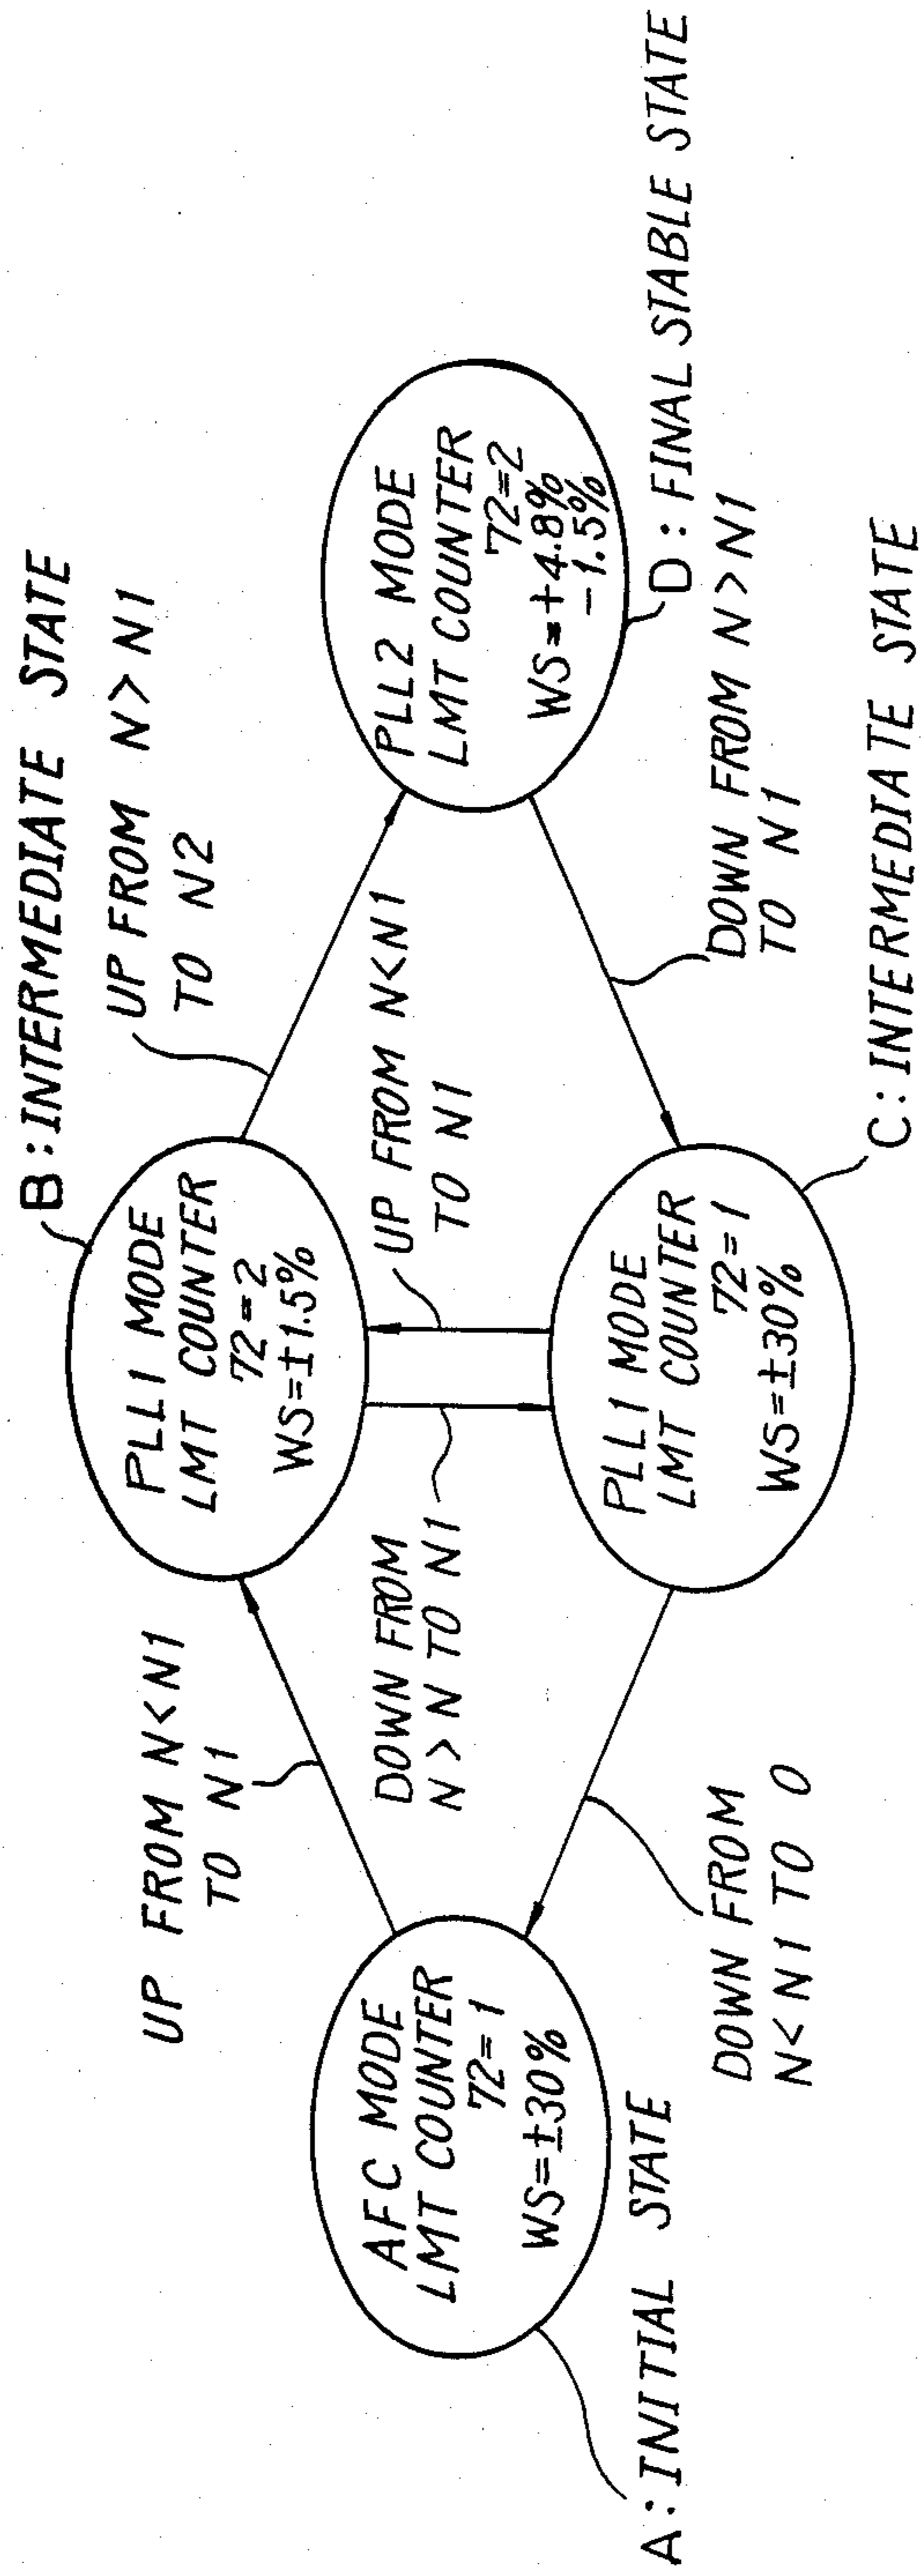 B : INTERMEDIATE STATE
UP FROM N > N1
TO N2
PLL1 MODE
LMT COUNTER
72 = 2
WS = ±1.5%
UP FROM N < N1
TO N1
UP FROM N < N1
TO N1
DOWN FROM
N > N TO N1
AFC MODE
LMT COUNTER
72 = 1
WS = ±30%
A : INITIAL STATE
PLL2 MODE
LMT COUNTER
72 = 2
WS = +4.8%
-1.5%
D : FINAL STABLE STATE
DOWN FROM N > N1
TO N1
PLL1 MODE
LMT COUNTER
72 = 1
WS = ±30%
DOWN FROM
N < N1 TO 0
C : INTERMEDIATE STATE